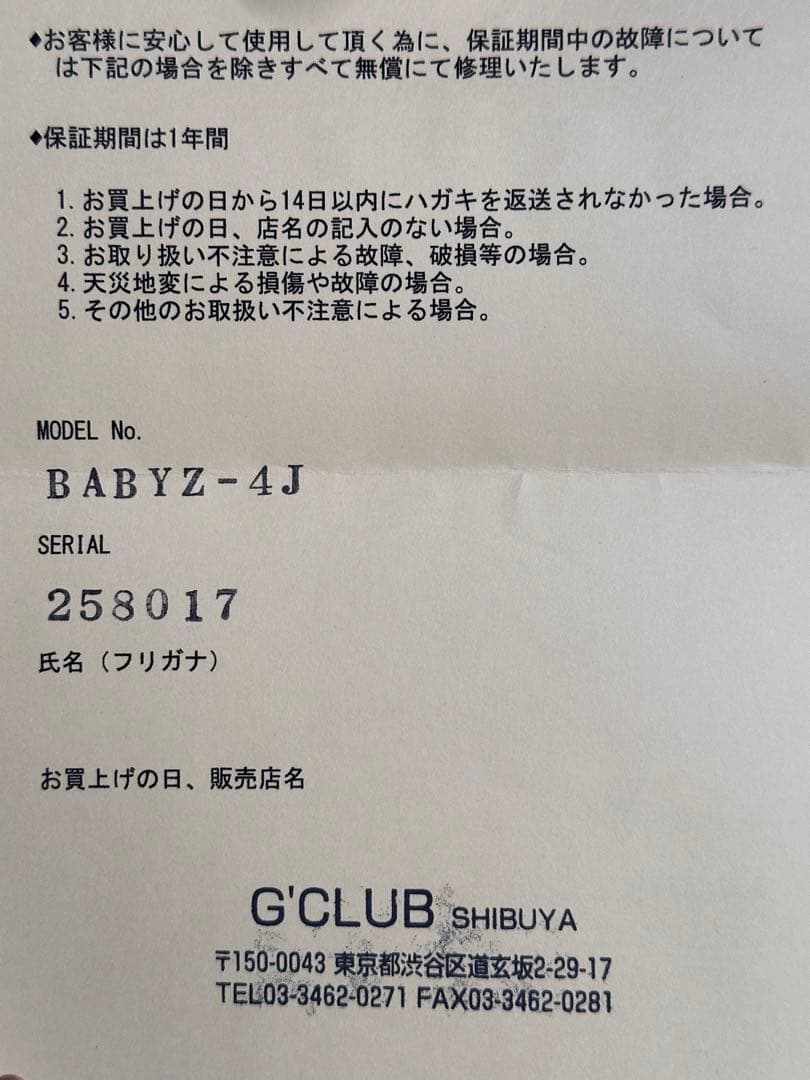 ♦お客様に安心して使用して頂く為に、保証期間中の故障について
は下記の場合を除きすべて無償にて修理いたします。
♦保証期間は1年間
1. お買上げの日から14日以内にハガキを返送されなかった場合。
2. お買上げの日、店名の記入のない場合。
3. お取り扱い不注意による故障、破損等の場合。
4. 天災地変による損傷や故障の場合。
5. その他のお取扱い不注意による場合。
MODEL No.
BABYZ-4J
SERIAL
258017
氏名（フリガナ）
お買上げの日、販売店名
G'CLUB SHIBUYA
〒150-0043 東京都渋谷区道玄坂2-29-17
TEL03-3462-0271 FAX03-3462-0281